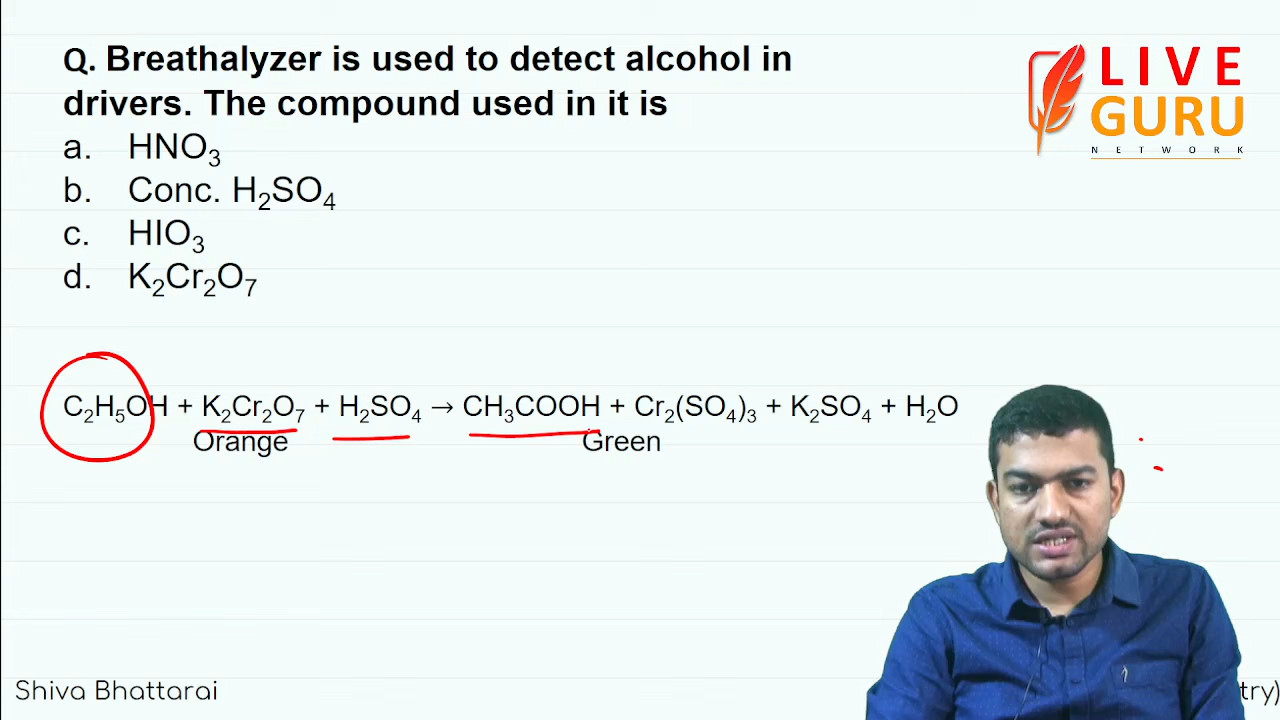 Q. Breathalyzer is used to detect alcohol in
drivers. The compound used in it is
a. HNO₃
b. Conc. H₂SO₄
c. HIO₃
d. K₂Cr₂O₇
C₂H₅OH + K₂Cr₂O₇ + H₂SO₄ → CH₃COOH + Cr₂(SO₄)₃ + K₂SO₄ + H₂O
Orange Green
LIVE
GURU
NETWORK
Shiva Bhattarai
try)